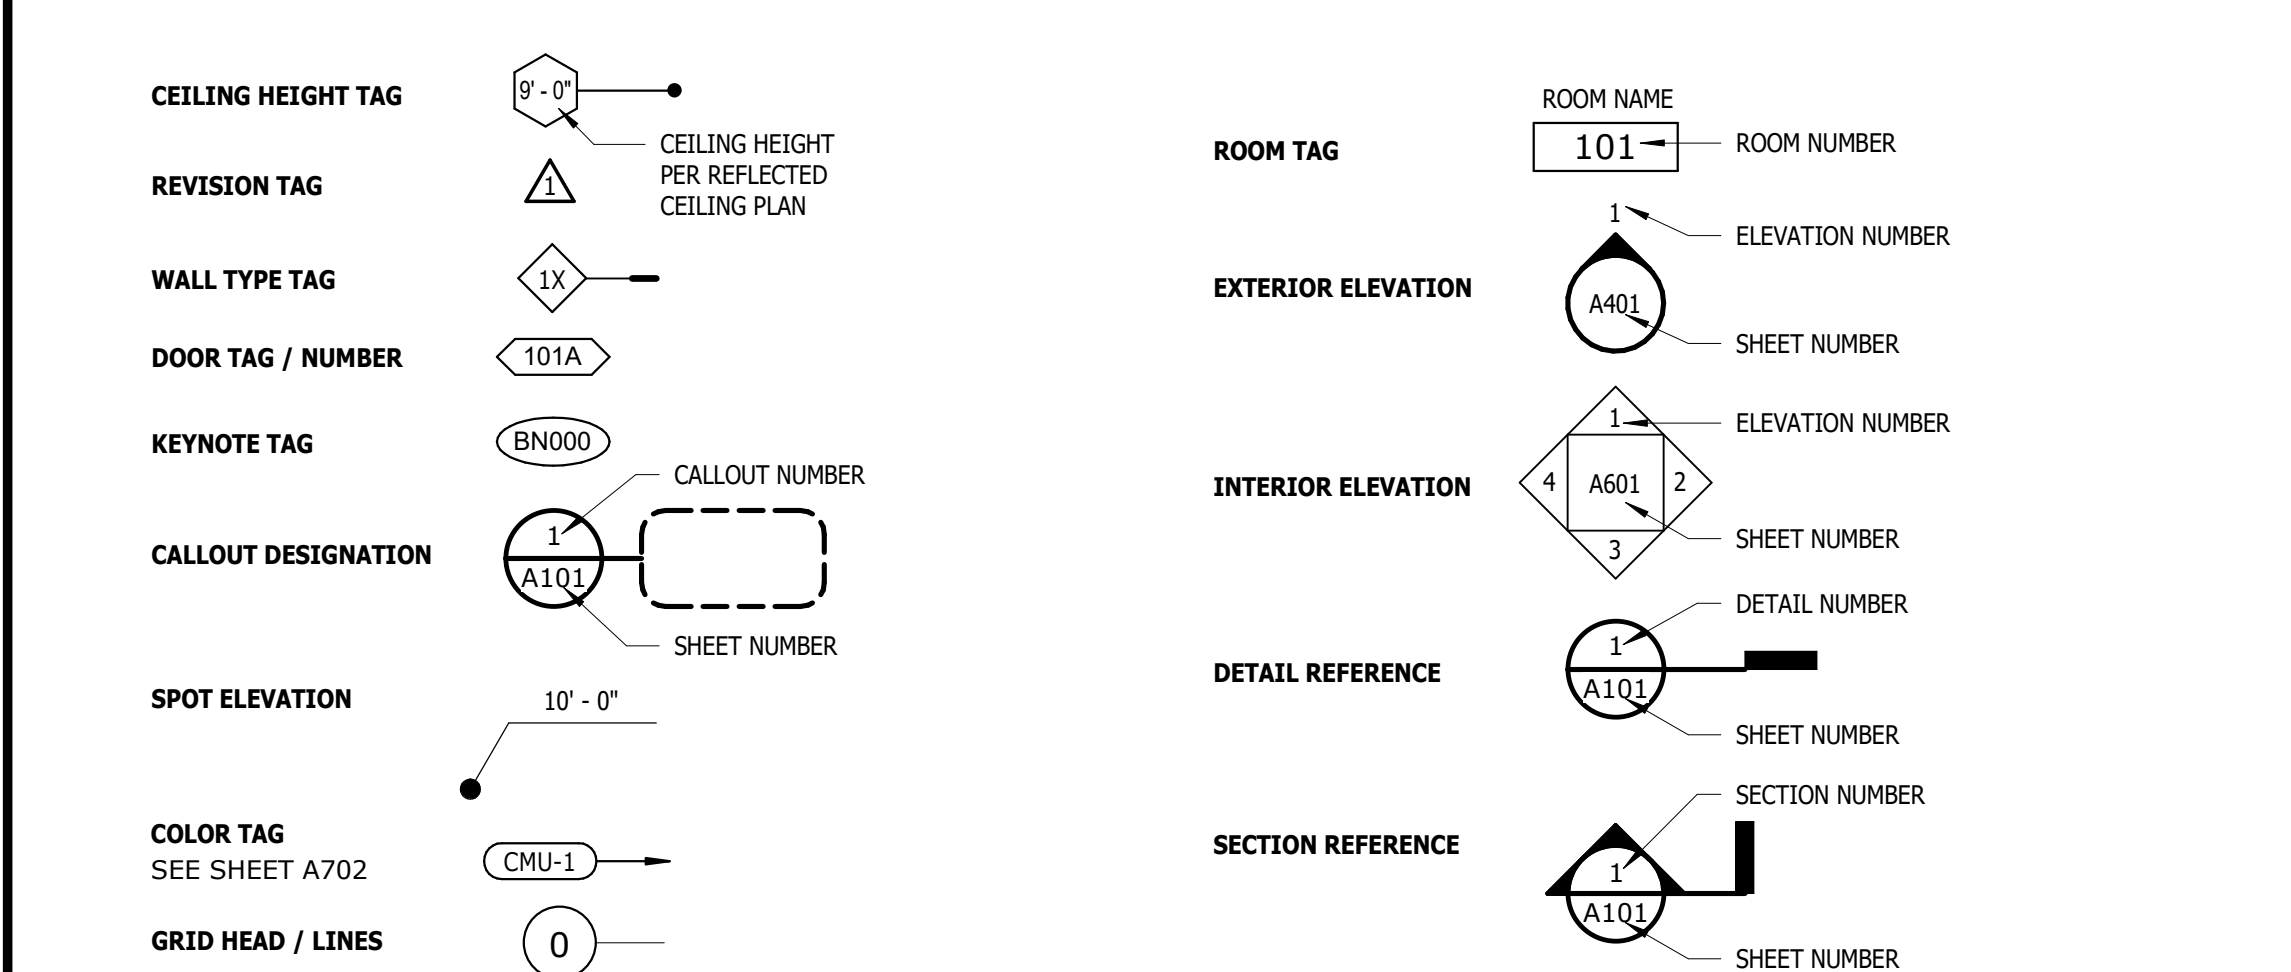 CEILING HEIGHT TAG
9' - 0"
CEILING HEIGHT
PER REFLECTED
CEILING PLAN
REVISION TAG
1
WALL TYPE TAG
1X
DOOR TAG / NUMBER
101A
KEYNOTE TAG
BN000
CALLOUT NUMBER
CALLOUT DESIGNATION
1
A101
SHEET NUMBER
SPOT ELEVATION
10' - 0"
COLOR TAG
SEE SHEET A702
CMU-1
GRID HEAD / LINES
0
ROOM NAME
ROOM TAG
101
ROOM NUMBER
1
ELEVATION NUMBER
EXTERIOR ELEVATION
A401
SHEET NUMBER
1
ELEVATION NUMBER
INTERIOR ELEVATION
4
A601
2
SHEET NUMBER
3
DETAIL NUMBER
1
DETAIL REFERENCE
A101
SHEET NUMBER
SECTION NUMBER
SECTION REFERENCE
1
A101
SHEET NUMBER